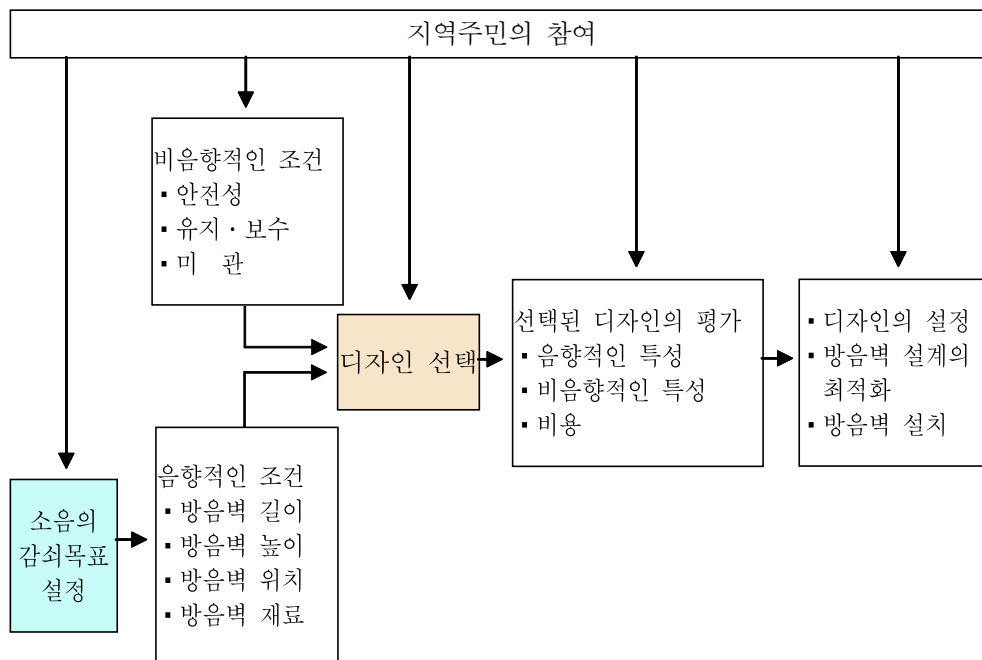 지역주민의 참여
비음향적인 조건
▪ 안전성
▪ 유지·보수
▪ 미 관
소음의
감쇠목표
설정
음향적인 조건
▪ 방음벽 길이
▪ 방음벽 높이
▪ 방음벽 위치
▪ 방음벽 재료
디자인 선택
선택된 디자인의 평가
▪ 음향적인 특성
▪ 비음향적인 특성
▪ 비용
▪ 디자인의 설정
▪ 방음벽 설계의
최적화
▪ 방음벽 설치